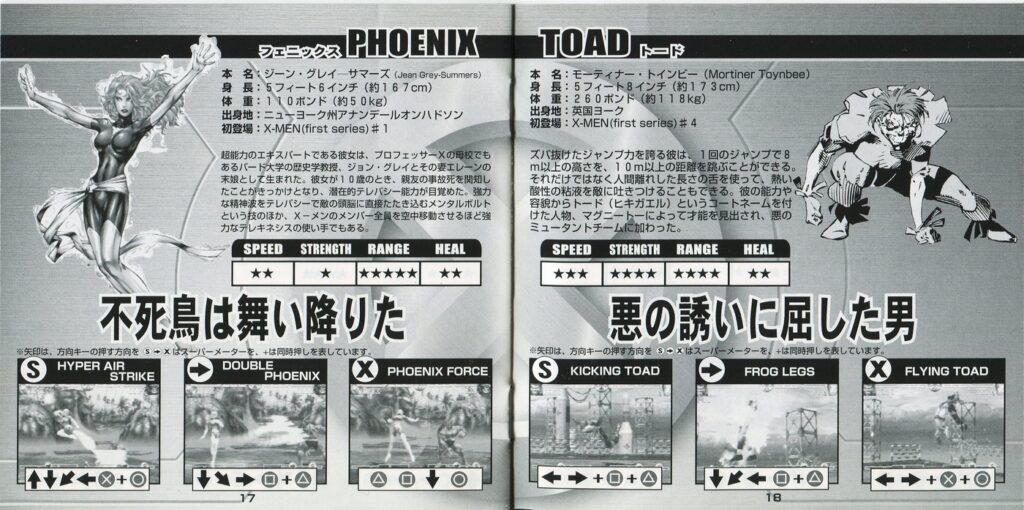 フェニックス PHOENIX
本 名：ジーン・グレイ―サマーズ (Jean Grey-Summers)
身 長：5フィート6インチ（約167cm）
体 重：110ポンド（約50kg）
出身地：ニューヨーク州アナンデールオンハドソン
初登場：X-MEN(first series)＃1
超能力のエキスパートである彼女は、プロフェッサーXの母校でも
あるバード大学の歴史学教授、ジョン・グレイとその妻エレーンの
次娘として生まれた。彼女が10歳のとき、親友の事故死を関知し
たことがきっかけとなり、潜在的テレパシー能力が目覚めた。強力
な精神波をテレパシーで敵の頭脳に直接たたき込むメンタルボルト
という技のほか、X－メンのメンバー全員を空中移動させるほど強
力なテレキネシスの使い手でもある。
SPEED STRENGTH RANGE HEAL
★★ ★ ★★★★★ ★★
不死鳥は舞い降りた
※矢印は、方向キーの押す方向を S➡X はスーパーメーターを、+は同時押しを表しています。
S HYPER AIR STRIKE
➡ DOUBLE PHOENIX
X PHOENIX FORCE
⬆⬇↙⬅⊗+◯
⬇↘➡□+△
△□⬇◯
17
TOAD トード
本 名：モーティナー・トインビー（Mortiner Toynbee）
身 長：5フィート8インチ（約173cm）
体 重：260ポンド（約118kg）
出身地：英国ヨーク
初登場：X-MEN(first series)＃4
ズバ抜けたジャンプ力を誇る彼は、1回のジャンプで8
m以上の高さを、10m以上の距離を跳ぶことができる。
それだけではなく人間離れした長さの舌を使って、熱い
酸性の粘液を敵に吐きつけることもできる。彼の能力や
容貌からトード（ヒキガエル）というコートネームを付
けた人物、マグニートーによって才能を見出され、悪の
ミュータントチームに加わった。
SPEED STRENGTH RANGE HEAL
★★★ ★★★★ ★★★★ ★★
悪の誘いに屈した男
※矢印は、方向キーの押す方向を S➡X はスーパーメーターを、+は同時押しを表しています。
S KICKING TOAD
➡ FROG LEGS
X FLYING TOAD
⬅➡+□+△
⬇↙⬅□+△
⬅➡+⊗+◯
18